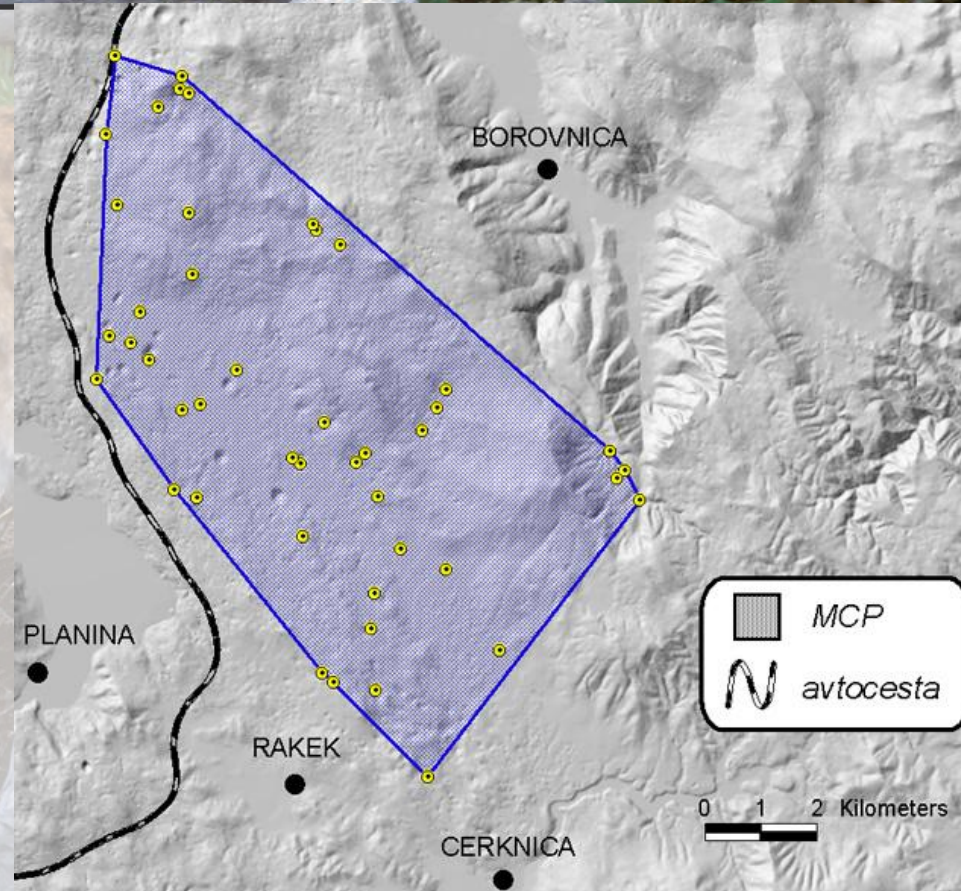 BOROVNICA
PLANINA
MCP
avtocesta
RAKEK
0 1 2 Kilometers
CERKNICA